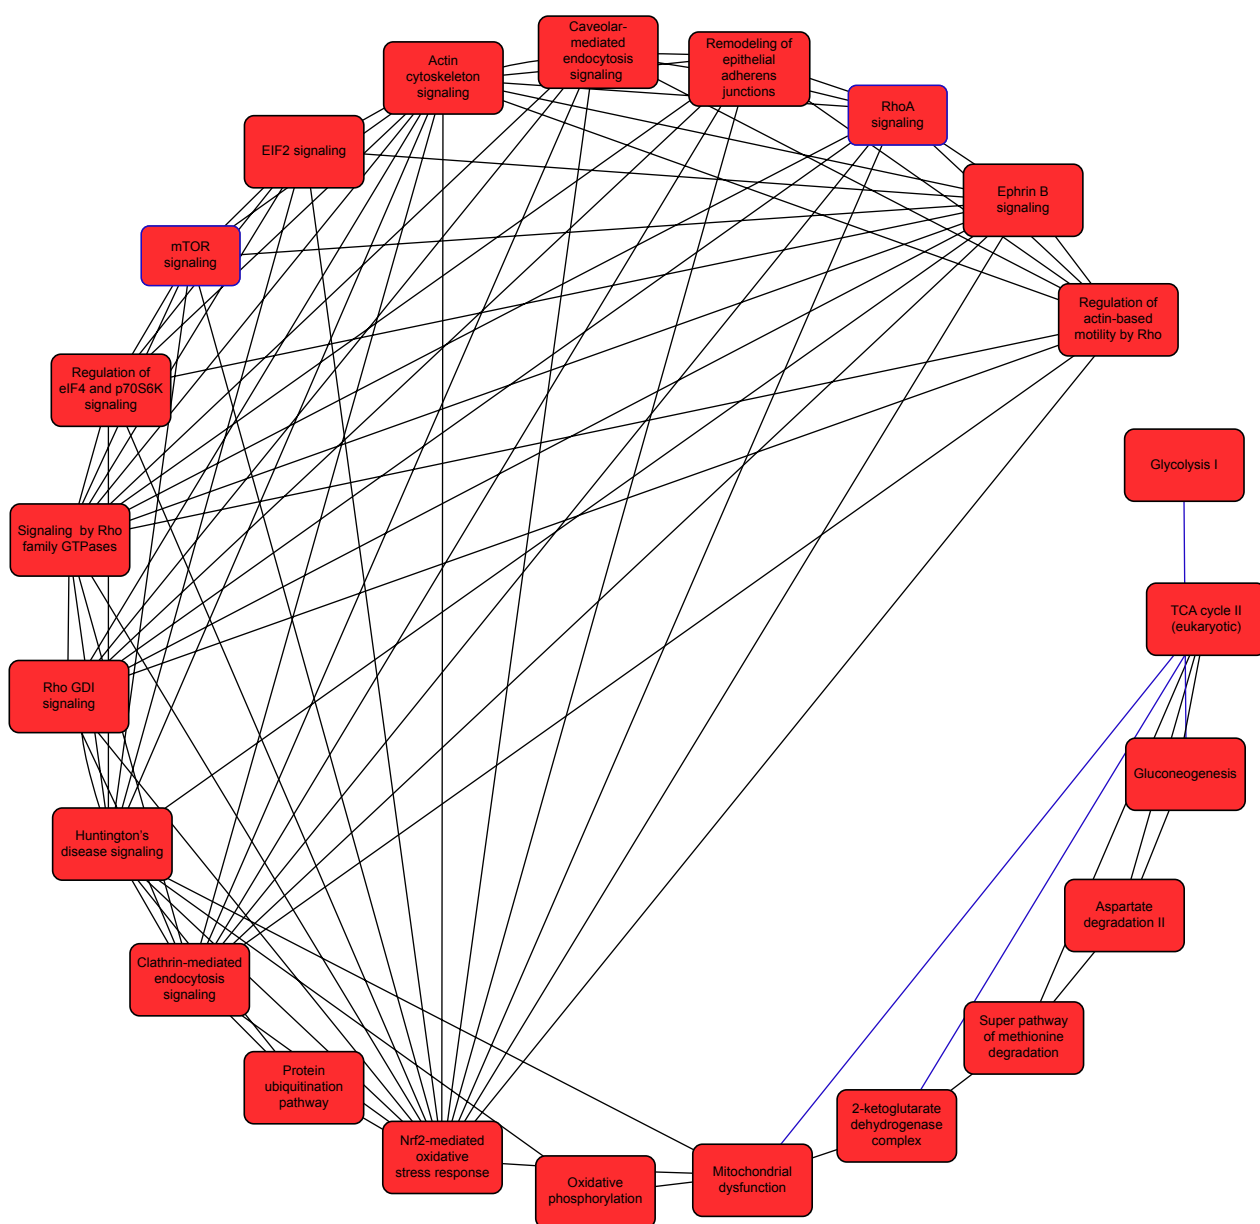 Caveolar-
mediated
endocytosis
signaling
Remodeling of
epithelial
adherens
junctions
Actin
cytoskeleton
signaling
RhoA
signaling
EIF2 signaling
Ephrin B
signaling
mTOR
signaling
Regulation of
actin-based
motility by Rho
Regulation of
eIF4 and p70S6K
signaling
Glycolysis I
Signaling by Rho
family GTPases
TCA cycle II
(eukaryotic)
Rho GDI
signaling
Gluconeogenesis
Huntington's
disease signaling
Aspartate
degradation II
Clathrin-mediated
endocytosis
signaling
Super pathway
of methionine
degradation
Protein
ubiquitination
pathway
2-ketoglutarate
dehydrogenase
complex
Nrf2-mediated
oxidative
stress response
Mitochondrial
dysfunction
Oxidative
phosphorylation